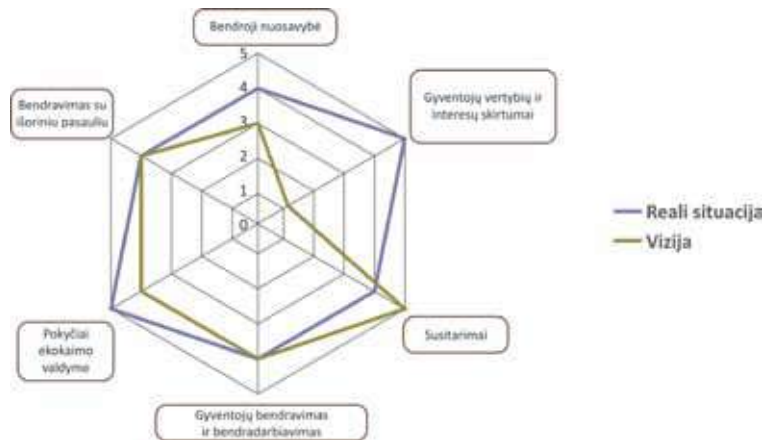 Bendroji nuosavybė
5
4
3
2
1
0
Gyventojų vertybių ir
interesų skirtumai
Susitarimai
Gyventojų bendravimas
ir bendradarbiavimas
Pokyčiai
ekokaimo
valdyme
Bendravimas su
išoriniu pasauliu
Reali situacija
Vizija